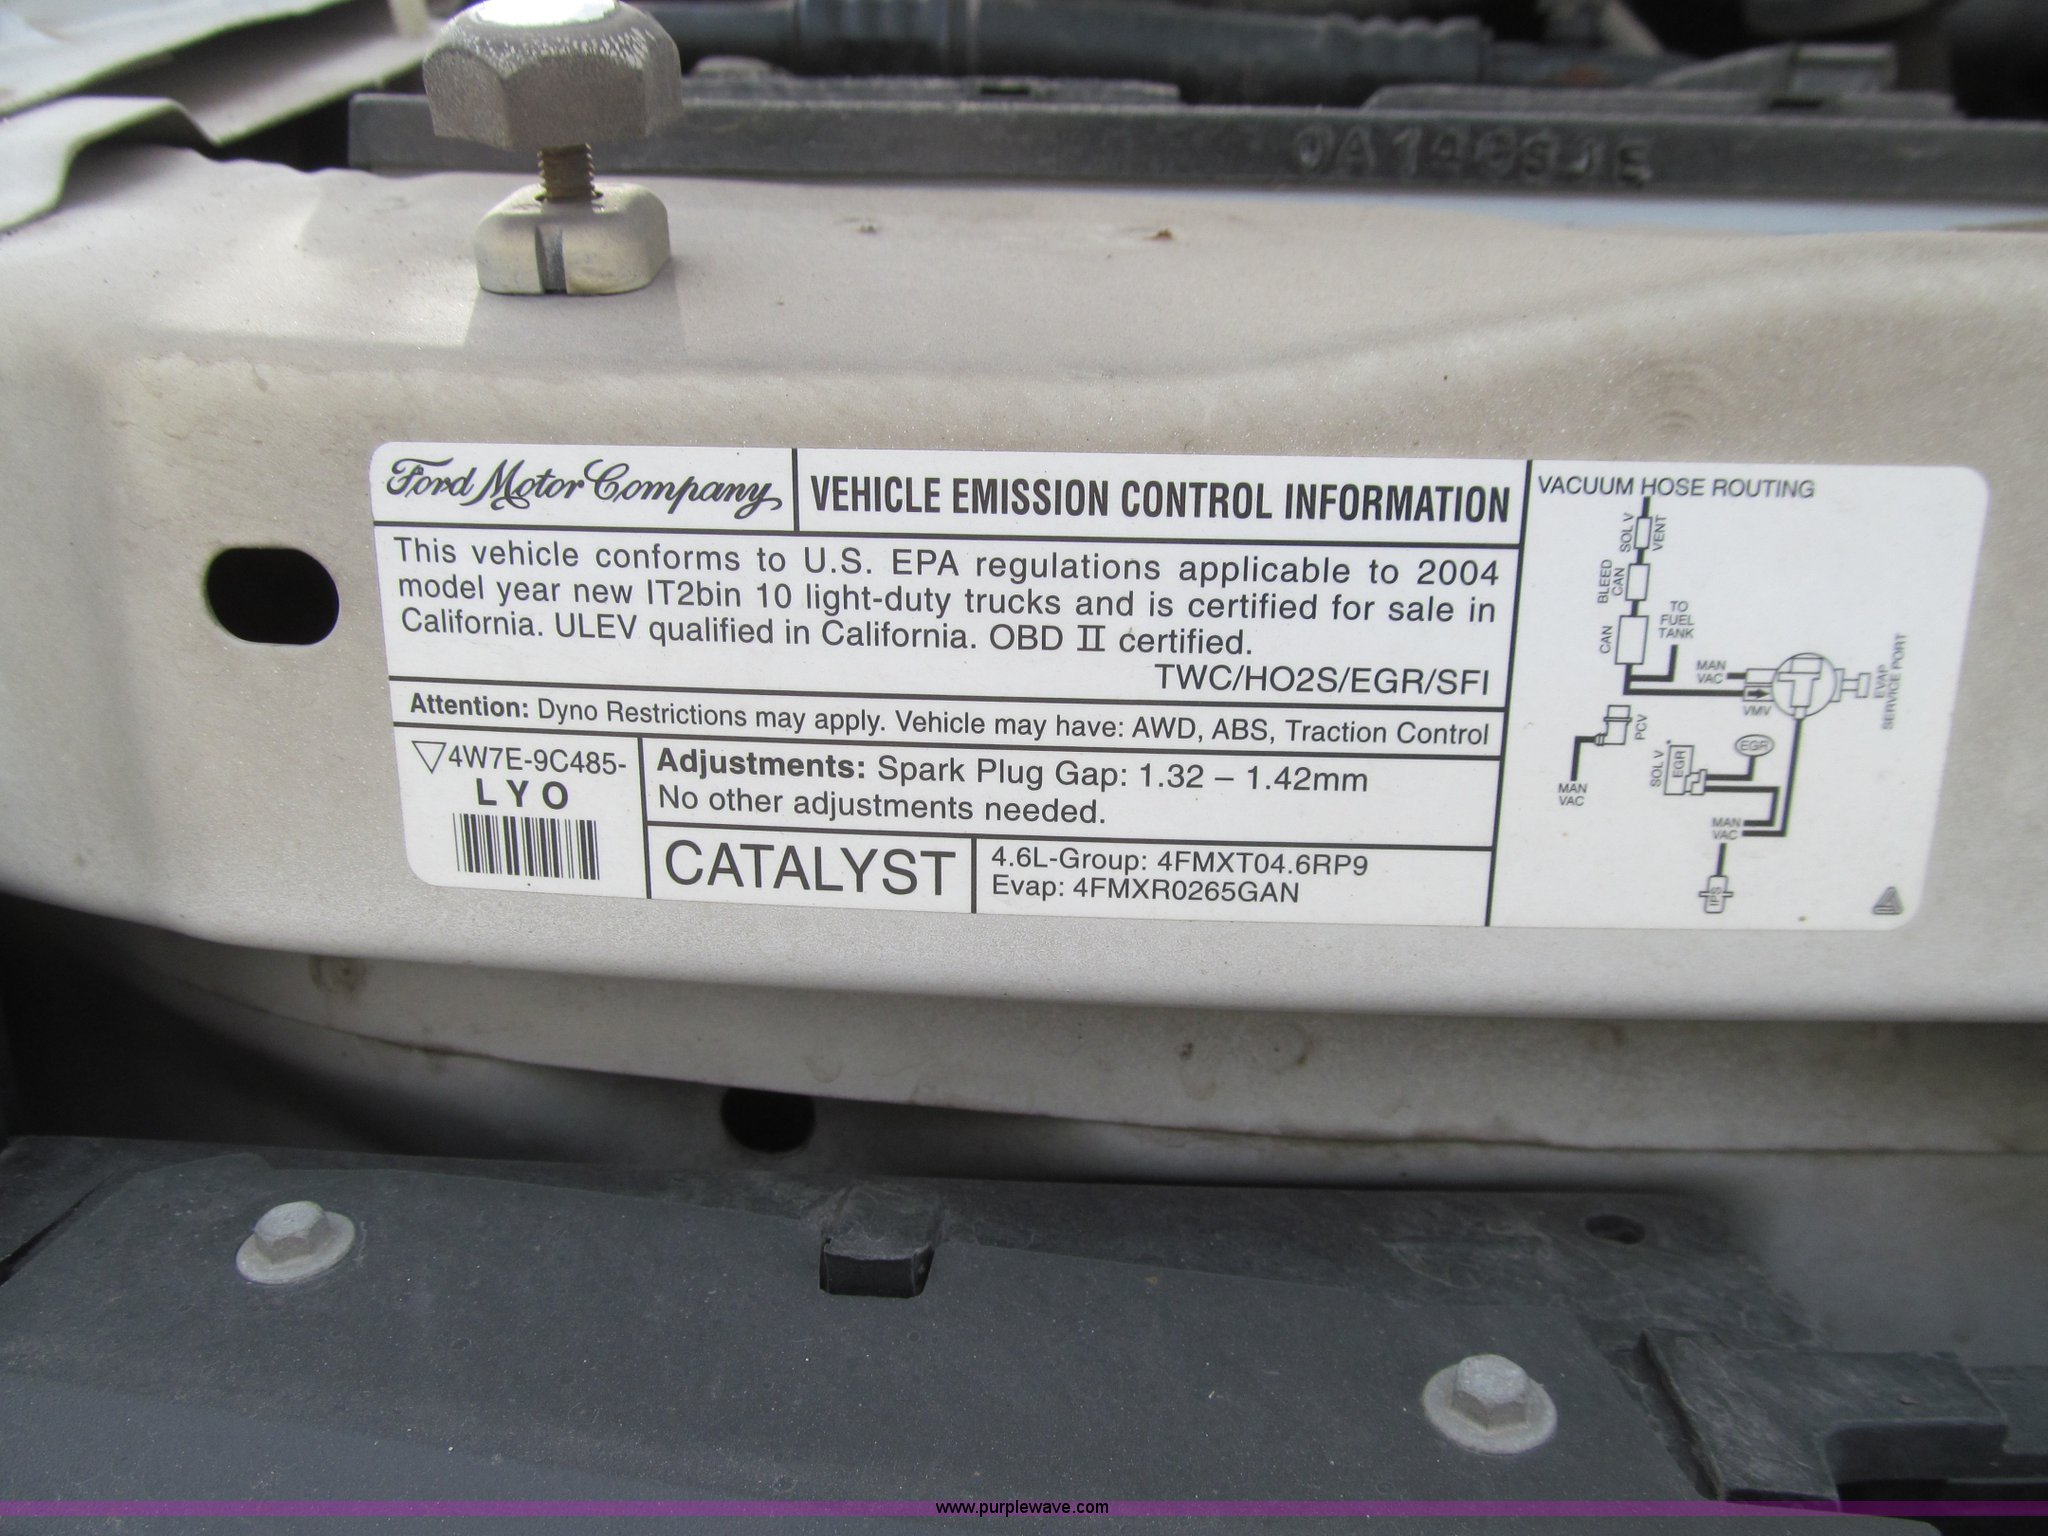 Ford Motor Company
VEHICLE EMISSION CONTROL INFORMATION
This vehicle conforms to U.S. EPA regulations applicable to 2004
model year new IT2bin 10 light-duty trucks and is certified for sale in
California. ULEV qualified in California. OBD II certified.
TWC/HO2S/EGR/SFI
Attention: Dyno Restrictions may apply. Vehicle may have: AWD, ABS, Traction Control
4W7E-9C485-
LYO
Adjustments: Spark Plug Gap: 1.32 – 1.42mm
No other adjustments needed.
CATALYST
4.6L-Group: 4FMXT04.6RP9
Evap: 4FMXR0265GAN
VACUUM HOSE ROUTING
SOL V
VENT
BLEED
CAN
CAN
TO
FUEL
TANK
MAN
VAC
VMV
EVAP
SERVICE PORT
PCV
MAN
VAC
SOL V
EGR
EGR
MAN
VAC
IPS
www.purplewave.com